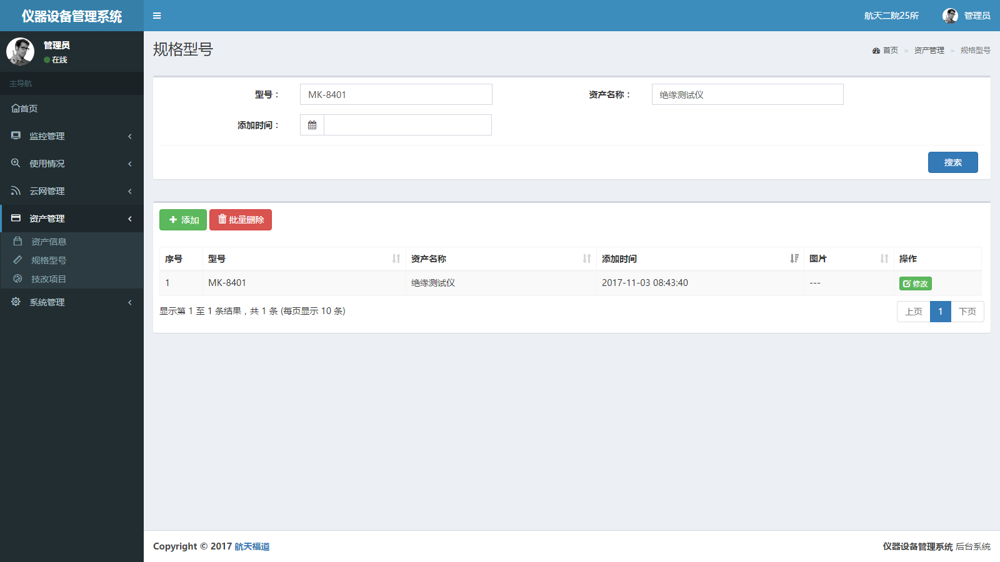 仪器设备管理系统
航天二院25所 管理员
管理员
在线
主导航
首页
监控管理
使用情况
云网管理
资产管理
资产信息
规格型号
技改项目
系统管理
规格型号
首页 > 资产管理 > 规格型号
型号： MK-8401 资产名称： 绝缘测试仪
添加时间：
搜索
添加 批量删除
序号 型号 资产名称 添加时间 图片 操作
1 MK-8401 绝缘测试仪 2017-11-03 08:43:40 --- 修改
显示第 1 至 1 条结果，共 1 条 (每页显示 10 条) 上页 1 下页
Copyright © 2017 航天福道 仪器设备管理系统 后台系统